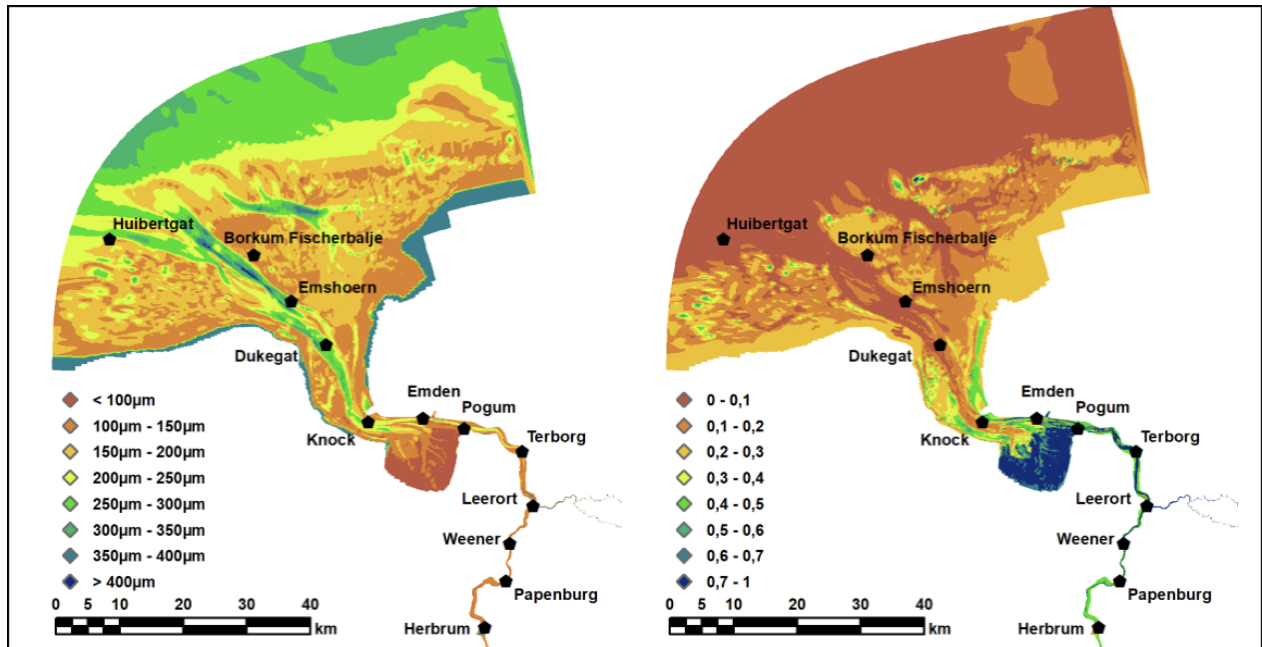 Huibertgat
Borkum Fischerbalje
Emshoern
Dukegat
Emden
Pogum
Knock
Terborg
Leerort
Weener
Papenburg
Herbrum
< 100µm
100µm - 150µm
150µm - 200µm
200µm - 250µm
250µm - 300µm
300µm - 350µm
350µm - 400µm
> 400µm
0 5 10 20 30 40
km
Huibertgat
Borkum Fischerbalje
Emshoern
Dukegat
Emden
Pogum
Knock
Terborg
Leerort
Weener
Papenburg
Herbrum
0 - 0,1
0,1 - 0,2
0,2 - 0,3
0,3 - 0,4
0,4 - 0,5
0,5 - 0,6
0,6 - 0,7
0,7 - 1
0 5 10 20 30 40
km